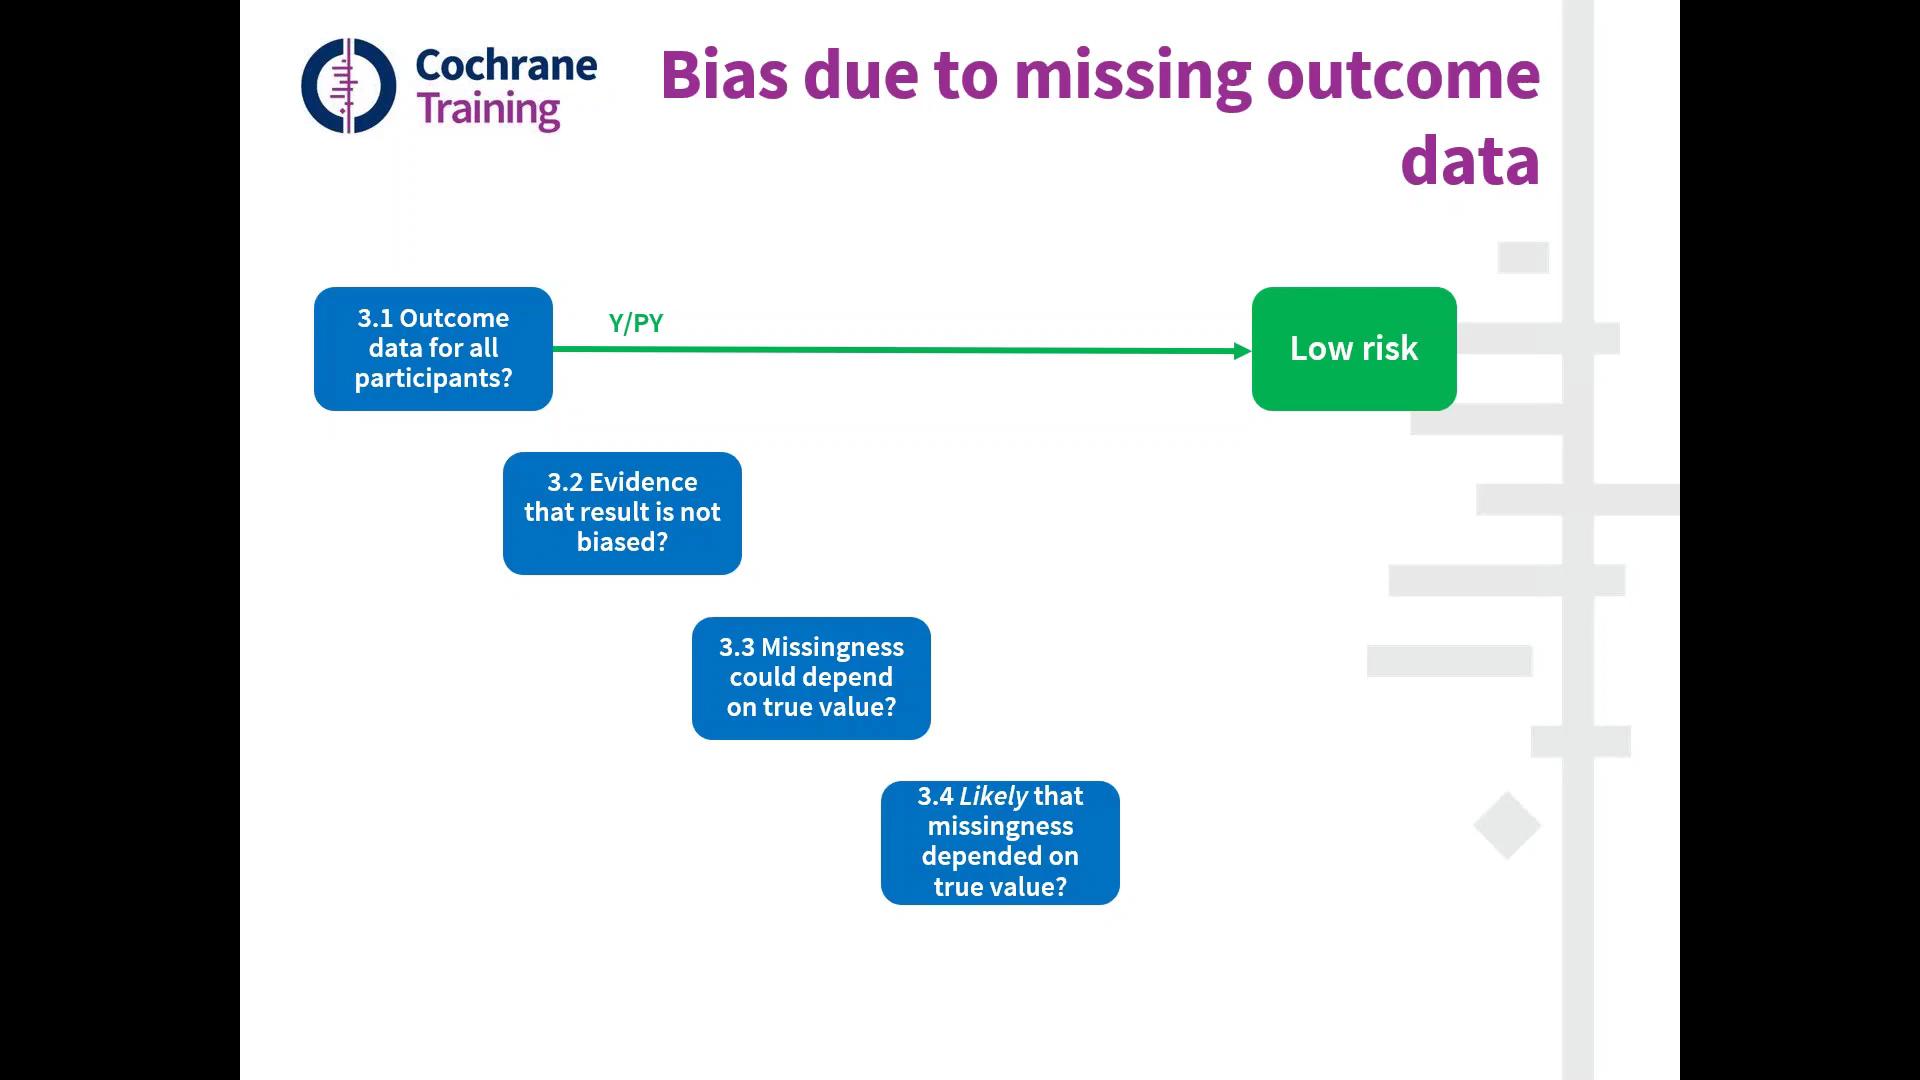 Cochrane
Training
Bias due to missing outcome
data
3.1 Outcome
data for all
participants?
Y/PY
Low risk
3.2 Evidence
that result is not
biased?
3.3 Missingness
could depend
on true value?
3.4 Likely that
missingness
depended on
true value?